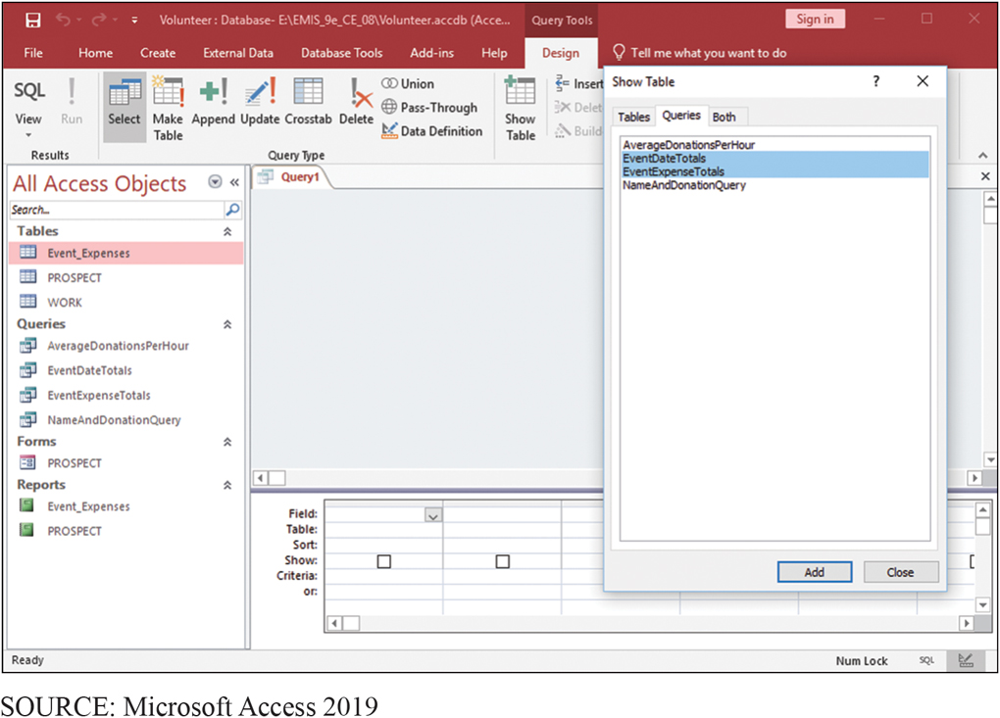 Volunteer : Database- E:\EMIS_9e_CE_08\Volunteer.accdb (Acce...
Query Tools
Sign in
File Home Create External Data Database Tools Add-ins Help Design Tell me what you want to do
SQL
View
Run
Results
Select
Make
Table
Append
Update
Crosstab
Delete
Union
Pass-Through
Data Definition
Query Type
Show
Table
Insert
Delet
Build
All Access Objects
Search...
Tables
Event_Expenses
PROSPECT
WORK
Queries
AverageDonationsPerHour
EventDateTotals
EventExpenseTotals
NameAndDonationQuery
Forms
PROSPECT
Reports
Event_Expenses
PROSPECT
Query1
Field:
Table:
Sort:
Show:
Criteria:
or:
Show Table
?
Tables Queries Both
AverageDonationsPerHour
EventDateTotals
EventExpenseTotals
NameAndDonationQuery
Add Close
Ready
Num Lock
SQL
SOURCE: Microsoft Access 2019